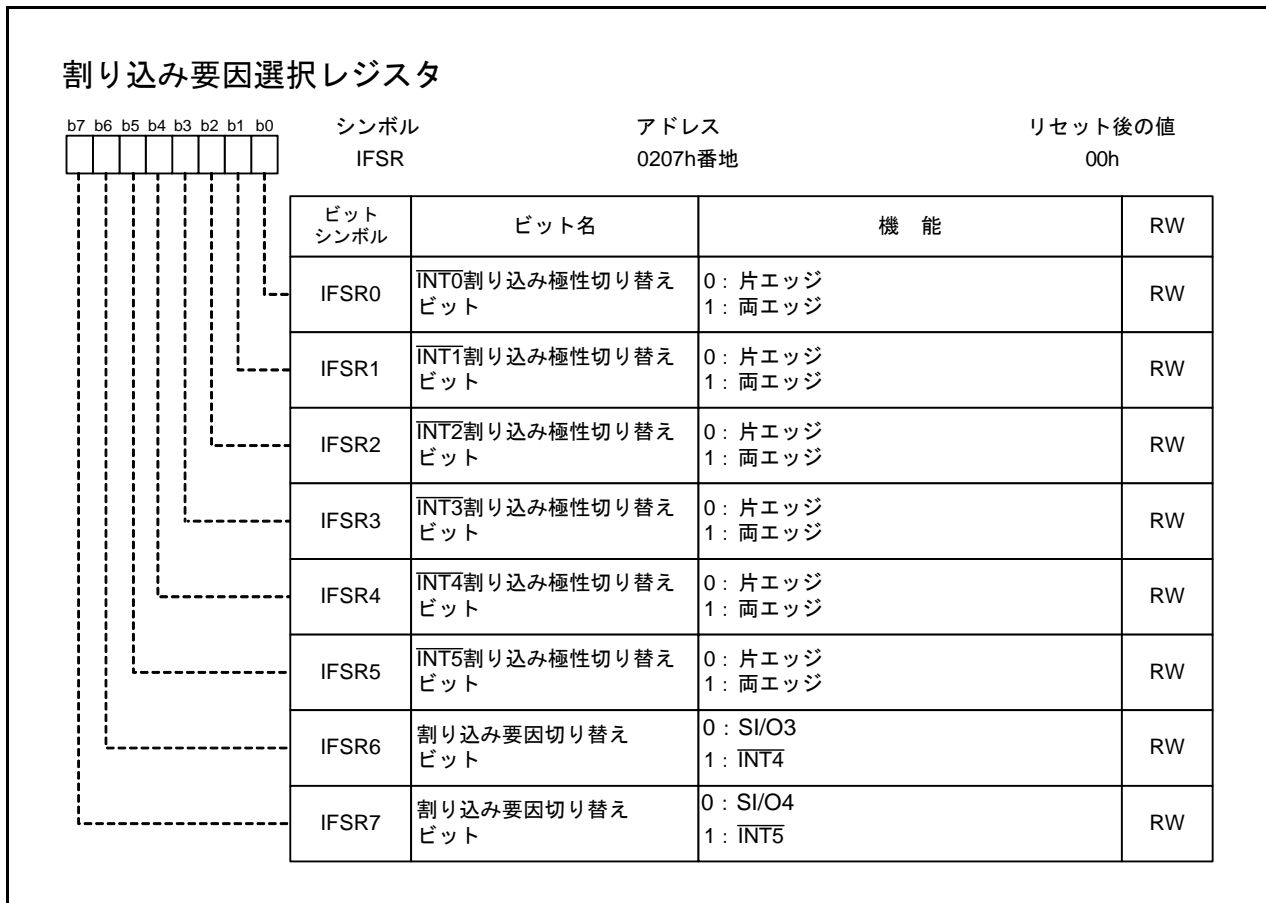 割り込み要因選択レジスタ
b7 b6 b5 b4 b3 b2 b1 b0
シンボル アドレス リセット後の値
IFSR 0207h番地 00h
ビット
シンボル ビット名 機 能 RW
IFSR0 INT0割り込み極性切り替え
ビット 0 : 片エッジ
1 : 両エッジ RW
IFSR1 INT1割り込み極性切り替え
ビット 0 : 片エッジ
1 : 両エッジ RW
IFSR2 INT2割り込み極性切り替え
ビット 0 : 片エッジ
1 : 両エッジ RW
IFSR3 INT3割り込み極性切り替え
ビット 0 : 片エッジ
1 : 両エッジ RW
IFSR4 INT4割り込み極性切り替え
ビット 0 : 片エッジ
1 : 両エッジ RW
IFSR5 INT5割り込み極性切り替え
ビット 0 : 片エッジ
1 : 両エッジ RW
IFSR6 割り込み要因切り替え
ビット 0 : SI/O3
1 : INT4 RW
IFSR7 割り込み要因切り替え
ビット 0 : SI/O4
1 : INT5 RW